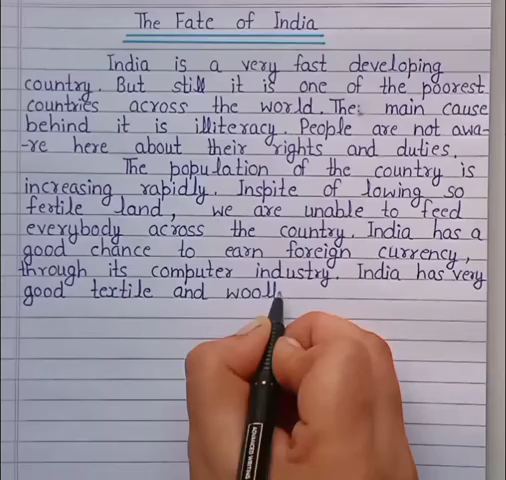 The Fate of India
India is a very fast developing
country. But still it is one of the poorest
countries across the world. The main cause
behind it is illiteracy. People are not awa-
-re here about their rights and duties.
The population of the country is
increasing rapidly. Inspite of lowing so
fertile land, we are unable to feed
everybody across the country. India has a
good chance to earn foreign currency,
through its computer industry. India has very
good textile and wooll
ADVANCED WRITING